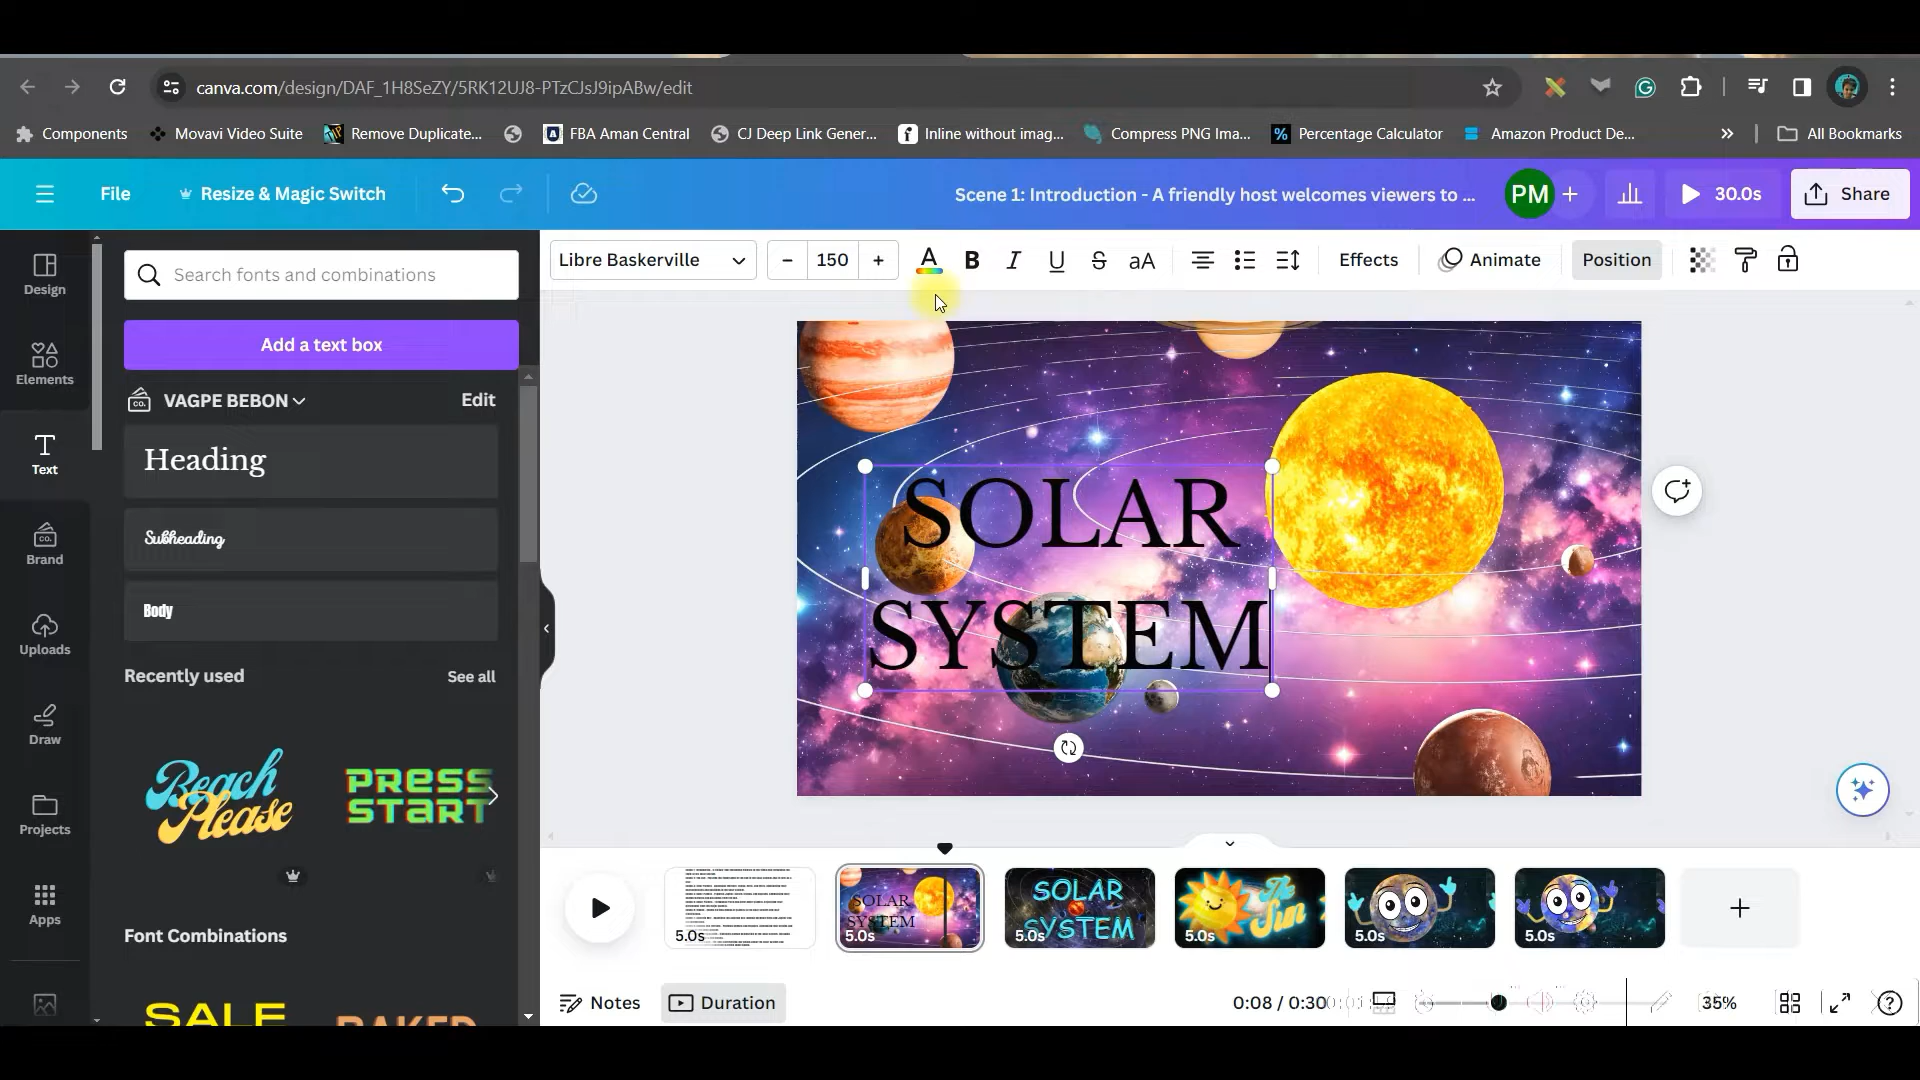 canva.com/design/DAF_1H8SeZY/5RK12UJ8-PTzCJsJ9ipABw/edit
Components Movavi Video Suite Remove Duplicate... FBA Aman Central CJ Deep Link Gener... Inline without imag... Compress PNG Ima... Percentage Calculator Amazon Product De... All Bookmarks
File Resize & Magic Switch Scene 1: Introduction - A friendly host welcomes viewers to ... PM 30.0s Share
Libre Baskerville 150 A B I U S aA Effects Animate Position
Design
Elements
Text
Brand
Uploads
Draw
Projects
Apps
Search fonts and combinations
Add a text box
VAGPE BEBON Edit
Heading
Subheading
Body
Recently used See all
Beach Please
PRESS START
Font Combinations
SALE
BAKED
SOLAR
SYSTEM
5.0s
SOLAR
SYSTEM
5.0s
SOLAR
SYSTEM
5.0s
The Sun
5.0s
5.0s
5.0s
Notes Duration 0:08 / 0:30 35%